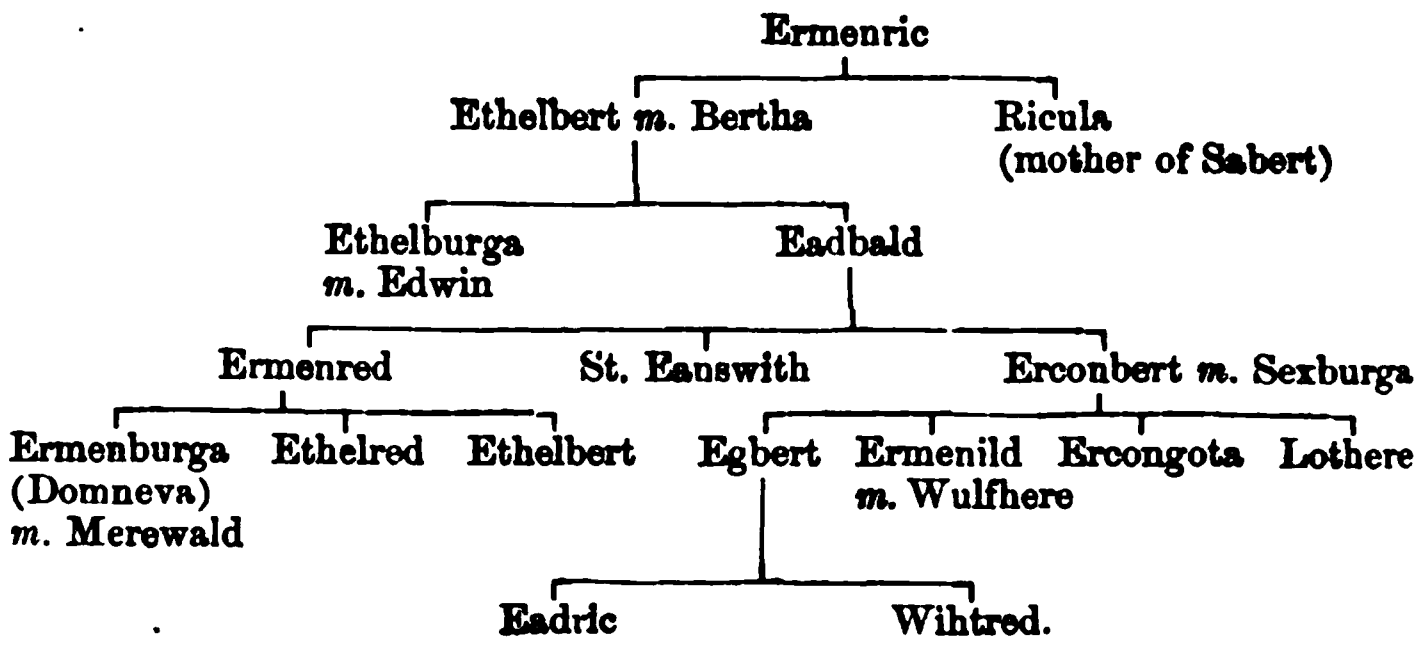 Ermenric
Ethelbert m. Bertha Ricula
(mother of Sabert)
Ethelburga Eadbald
m. Edwin
Ermenred St. Eanswith Erconbert m. Sexburga
Ermenburga Ethelred Ethelbert Egbert Ermenild Ercongota Lothere
(Domneva) m. Wulfhere
m. Merewald
Eadric Wihtred.